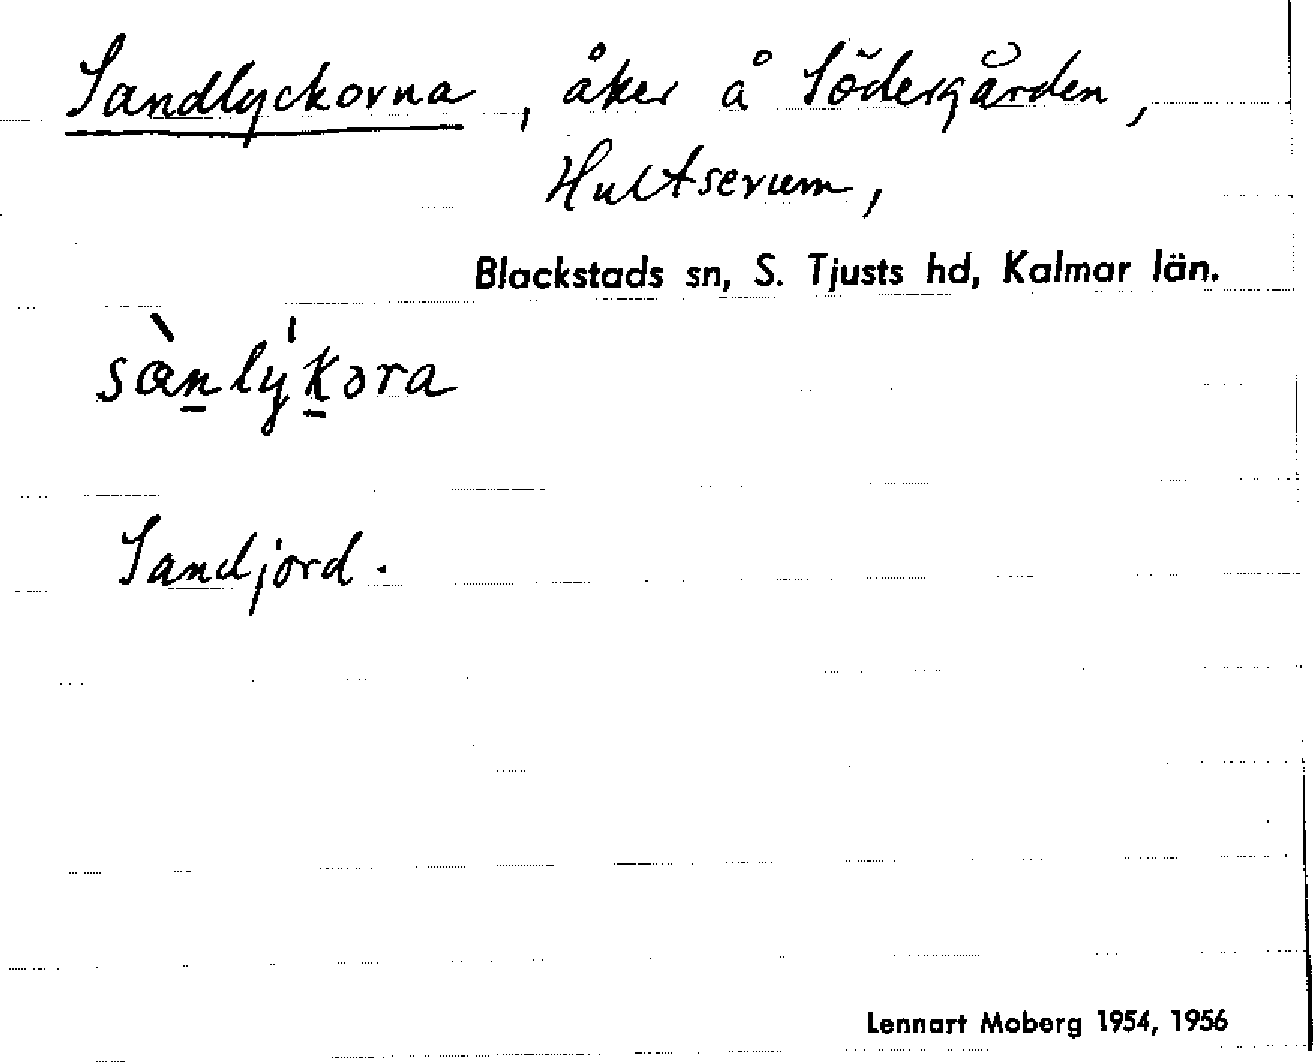 Sandlyckorna, åker å Södergården,
Hultserum,
Blackstads sn, S. Tjusts hd, Kalmar län.
sànlýkora
Sandjord.
Lennart Moberg 1954, 1956